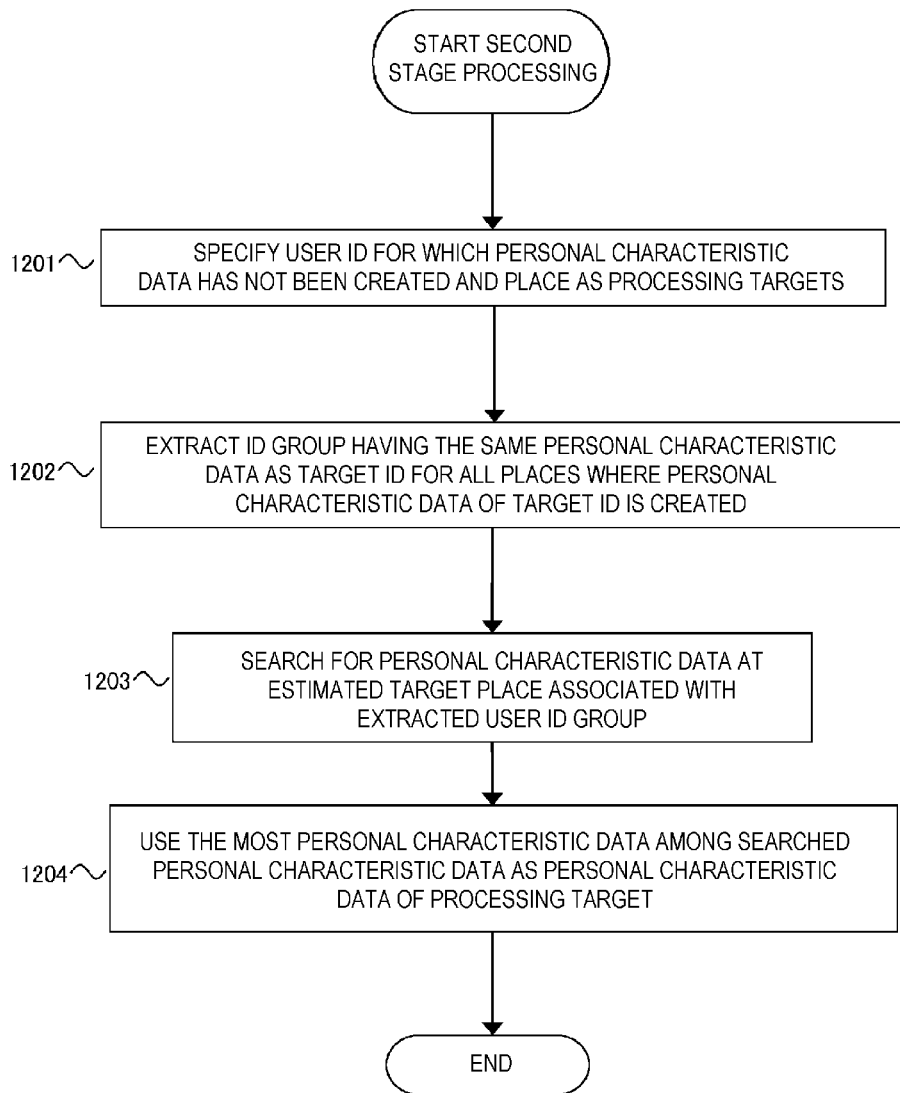 START SECOND
STAGE PROCESSING
1201
SPECIFY USER ID FOR WHICH PERSONAL CHARACTERISTIC
DATA HAS NOT BEEN CREATED AND PLACE AS PROCESSING TARGETS
1202
EXTRACT ID GROUP HAVING THE SAME PERSONAL CHARACTERISTIC
DATA AS TARGET ID FOR ALL PLACES WHERE PERSONAL
CHARACTERISTIC DATA OF TARGET ID IS CREATED
1203
SEARCH FOR PERSONAL CHARACTERISTIC DATA AT
ESTIMATED TARGET PLACE ASSOCIATED WITH
EXTRACTED USER ID GROUP
1204
USE THE MOST PERSONAL CHARACTERISTIC DATA AMONG SEARCHED
PERSONAL CHARACTERISTIC DATA AS PERSONAL CHARACTERISTIC
DATA OF PROCESSING TARGET
END